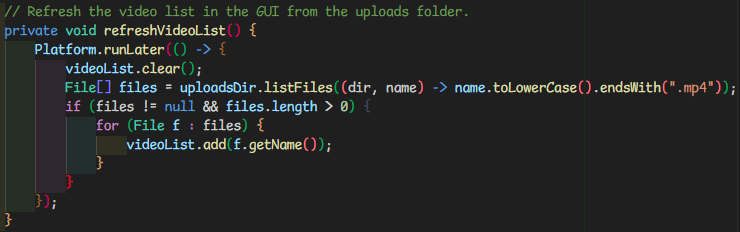 // Refresh the video list in the GUI from the uploads folder.
private void refreshVideoList() {
    Platform.runLater(() -> {
        videoList.clear();
        File[] files = uploadsDir.listFiles((dir, name) -> name.toLowerCase().endsWith(".mp4"));
        if (files != null && files.length > 0) {
            for (File f : files) {
                videoList.add(f.getName());
            }
        }
    });
}